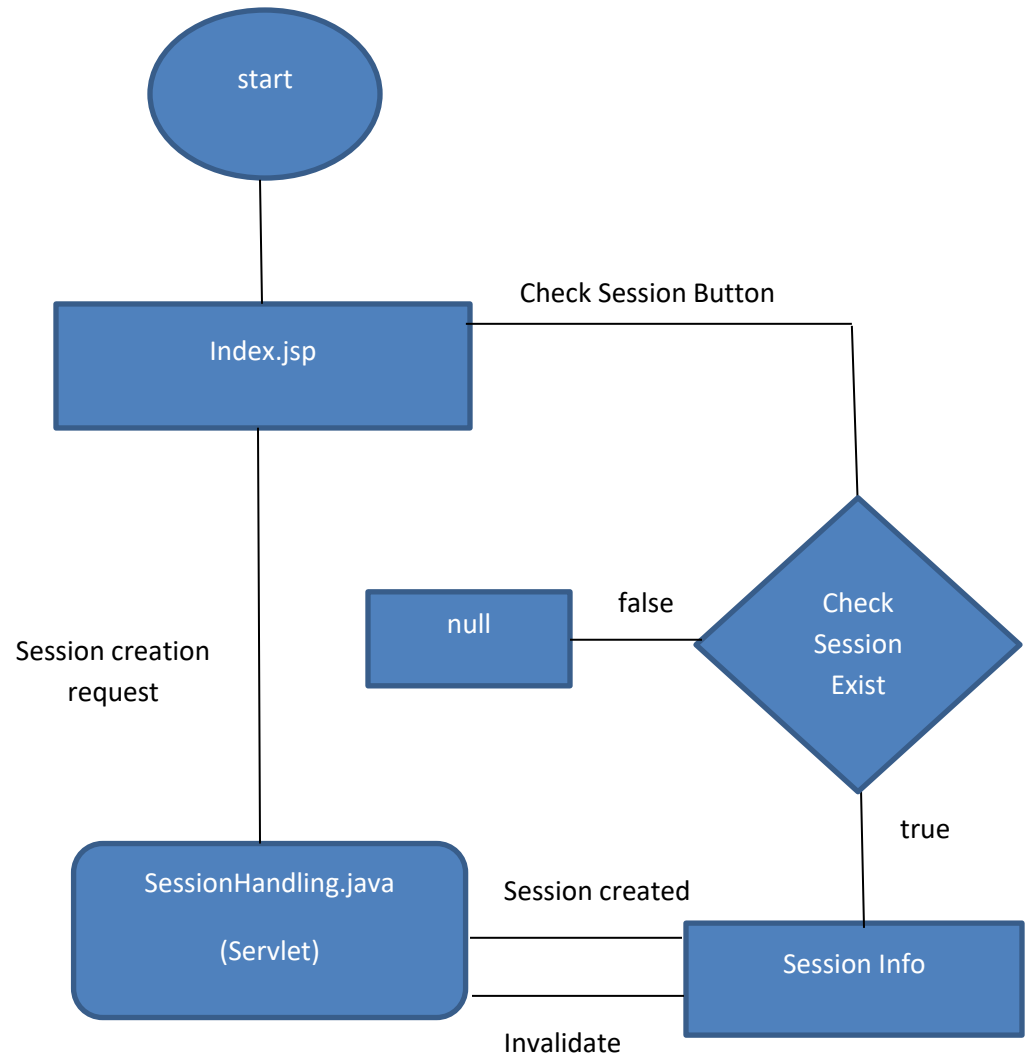 start
Check Session Button
Index.jsp
false
null
Check
Session
Exist
Session creation
request
true
SessionHandling.java
(Servlet)
Session created
Session Info
Invalidate